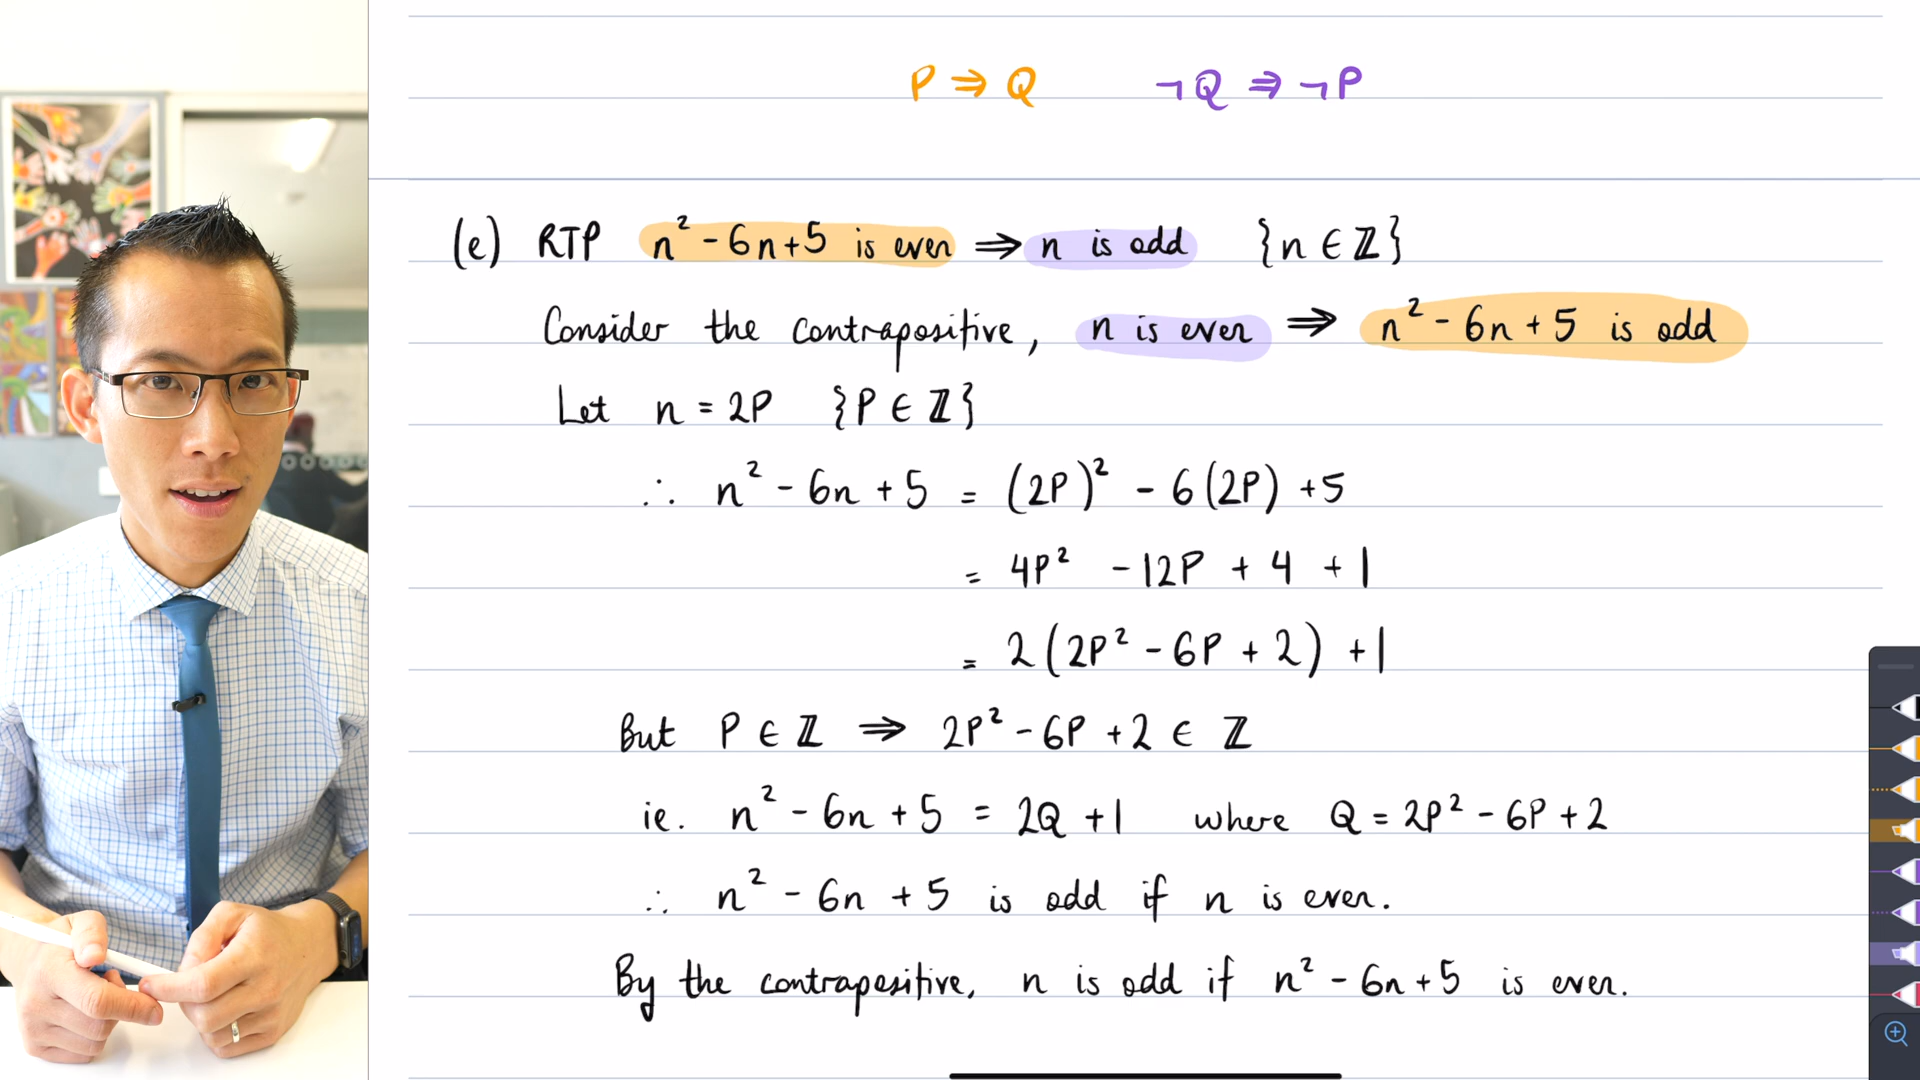 P ⇒ Q    ¬Q ⇒ ¬P
(e) RTP n² - 6n + 5 is even ⇒ n is odd {n ∈ ℤ}
Consider the contrapositive, n is even ⇒ n² - 6n + 5 is odd
Let n = 2P {P ∈ ℤ}
∴ n² - 6n + 5 = (2P)² - 6(2P) + 5
= 4P² - 12P + 4 + 1
= 2(2P² - 6P + 2) + 1
But P ∈ ℤ ⇒ 2P² - 6P + 2 ∈ ℤ
ie. n² - 6n + 5 = 2Q + 1 where Q = 2P² - 6P + 2
∴ n² - 6n + 5 is odd if n is even.
By the contrapositive, n is odd if n² - 6n + 5 is even.